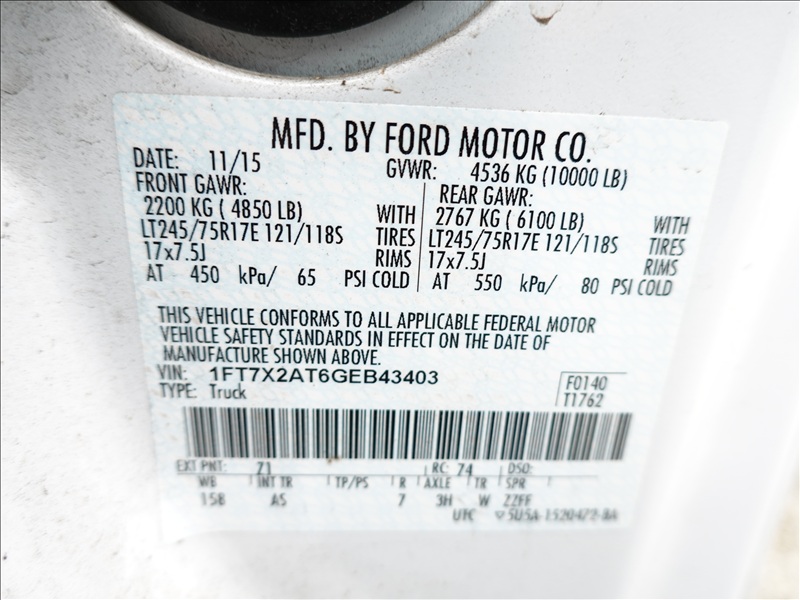 MFD. BY FORD MOTOR CO.
DATE: 11/15 GVWR: 4536 KG (10000 LB)
FRONT GAWR: REAR GAWR:
2200 KG ( 4850 LB) WITH 2767 KG ( 6100 LB) WITH
LT245/75R17E 121/118S TIRES LT245/75R17E 121/118S TIRES
17x7.5J RIMS 17x7.5J RIMS
AT 450 kPa/ 65 PSI COLD AT 550 kPa/ 80 PSI COLD
THIS VEHICLE CONFORMS TO ALL APPLICABLE FEDERAL MOTOR
VEHICLE SAFETY STANDARDS IN EFFECT ON THE DATE OF
MANUFACTURE SHOWN ABOVE.
VIN: 1FT7X2AT6GEB43403 F0140
TYPE: Truck T1762
EXT PNT: Z1 RC: 74 DSO:
WB INT TR TP/PS R AXLE TR SPR
158 AS 7 3H W ZZFF
UTC